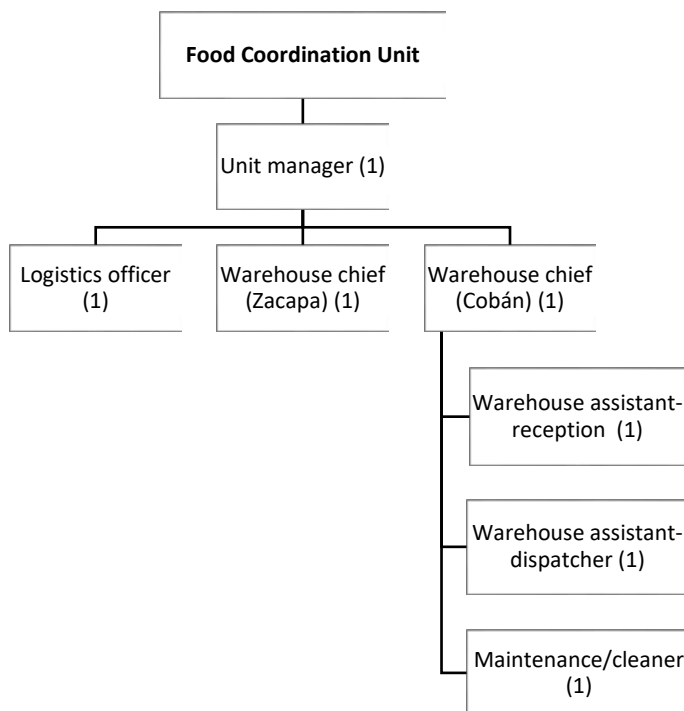 Food Coordination Unit
Unit manager (1)
Logistics officer
(1)
Warehouse chief
(Zacapa) (1)
Warehouse chief
(Cobán) (1)
Warehouse assistant-
reception  (1)
Warehouse assistant-
dispatcher (1)
Maintenance/cleaner
(1)